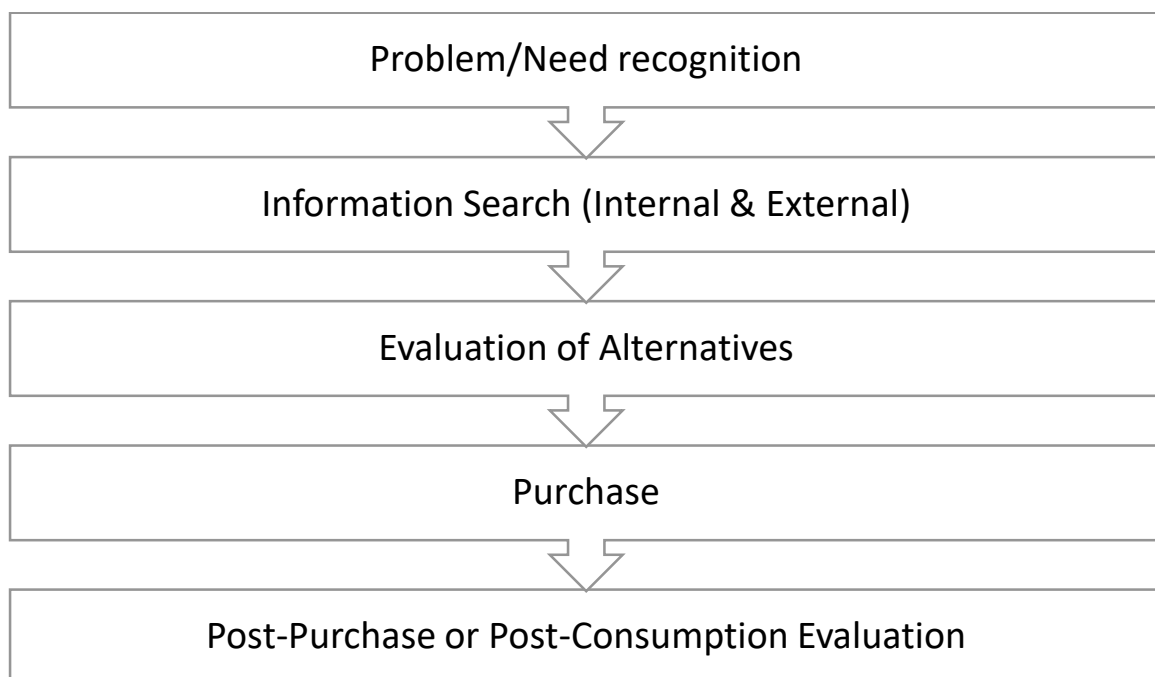 Problem/Need recognition
Information Search (Internal & External)
Evaluation of Alternatives
Purchase
Post-Purchase or Post-Consumption Evaluation